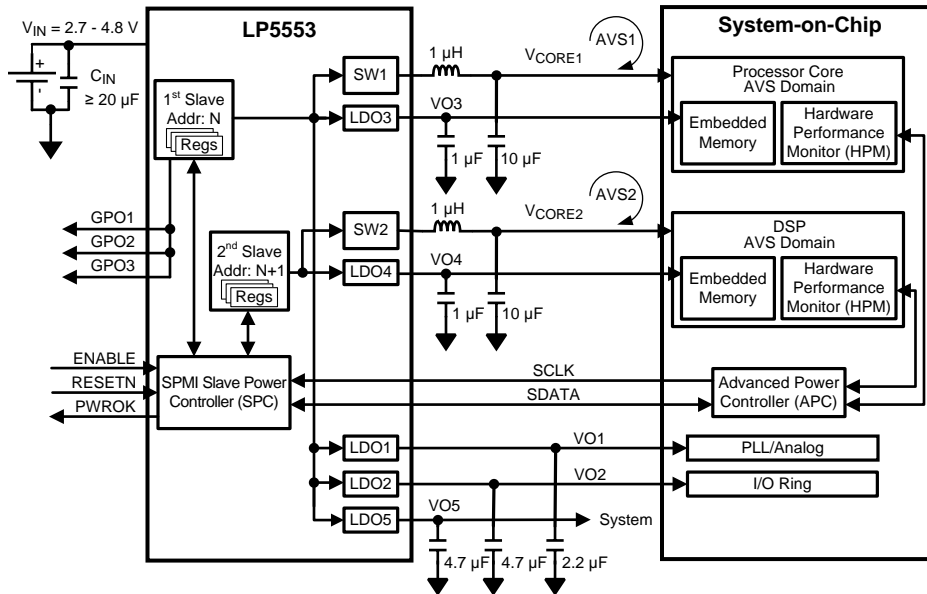 V_IN = 2.7 - 4.8 V
LP5553
System-on-Chip
+
-
C_IN
≥ 20 µF
1st Slave
Addr: N
Regs
SW1
1 µH
V_CORE1
AVS1
LDO3
VO3
1 µF
10 µF
Processor Core
AVS Domain
Embedded
Memory
Hardware
Performance
Monitor (HPM)
GPO1
GPO2
GPO3
2nd Slave
Addr: N+1
Regs
SW2
1 µH
V_CORE2
AVS2
LDO4
VO4
1 µF
10 µF
DSP
AVS Domain
Embedded
Memory
Hardware
Performance
Monitor (HPM)
ENABLE
RESETN
PWROK
SPMI Slave Power
Controller (SPC)
SCLK
SDATA
Advanced Power
Controller (APC)
LDO1
VO1
PLL/Analog
LDO2
VO2
I/O Ring
LDO5
VO5
System
4.7 µF
4.7 µF
2.2 µF